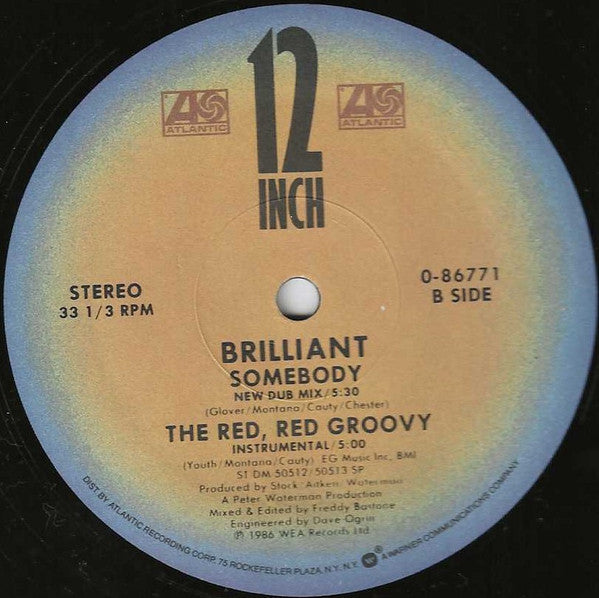 12
INCH
ATLANTIC
ATLANTIC
STEREO
33 1/3 RPM
0-86771
B SIDE
BRILLIANT
SOMEBODY
NEW DUB MIX/5:30
(Glover/Montana/Cauty/Chester)
THE RED, RED GROOVY
INSTRUMENTAL/5:00
(Youth/Montana/Cauty) EG Music Inc, BMI
ST DM 50512/50513 SP
Produced by Stock Aitken Waterman
A Peter Waterman Production
Mixed & Edited by Freddy Bastone
Engineered by Dave Ogrin
℗ 1986 WEA Records Ltd.
DIST. BY ATLANTIC RECORDING CORP. 75 ROCKEFELLER PLAZA, N.Y. N.Y. A WARNER COMMUNICATIONS COMPANY